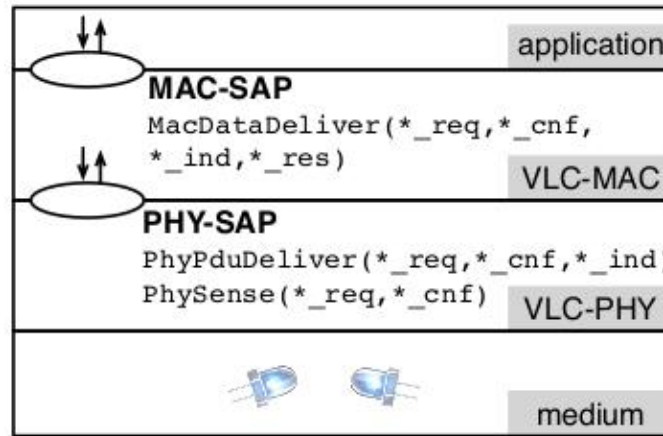 application
MAC-SAP
MacDataDeliver(*_req,*_cnf,
*_ind,*_res)
VLC-MAC
PHY-SAP
PhyPduDeliver(*_req,*_cnf,*_ind)
PhySense(*_req,*_cnf)
VLC-PHY
medium